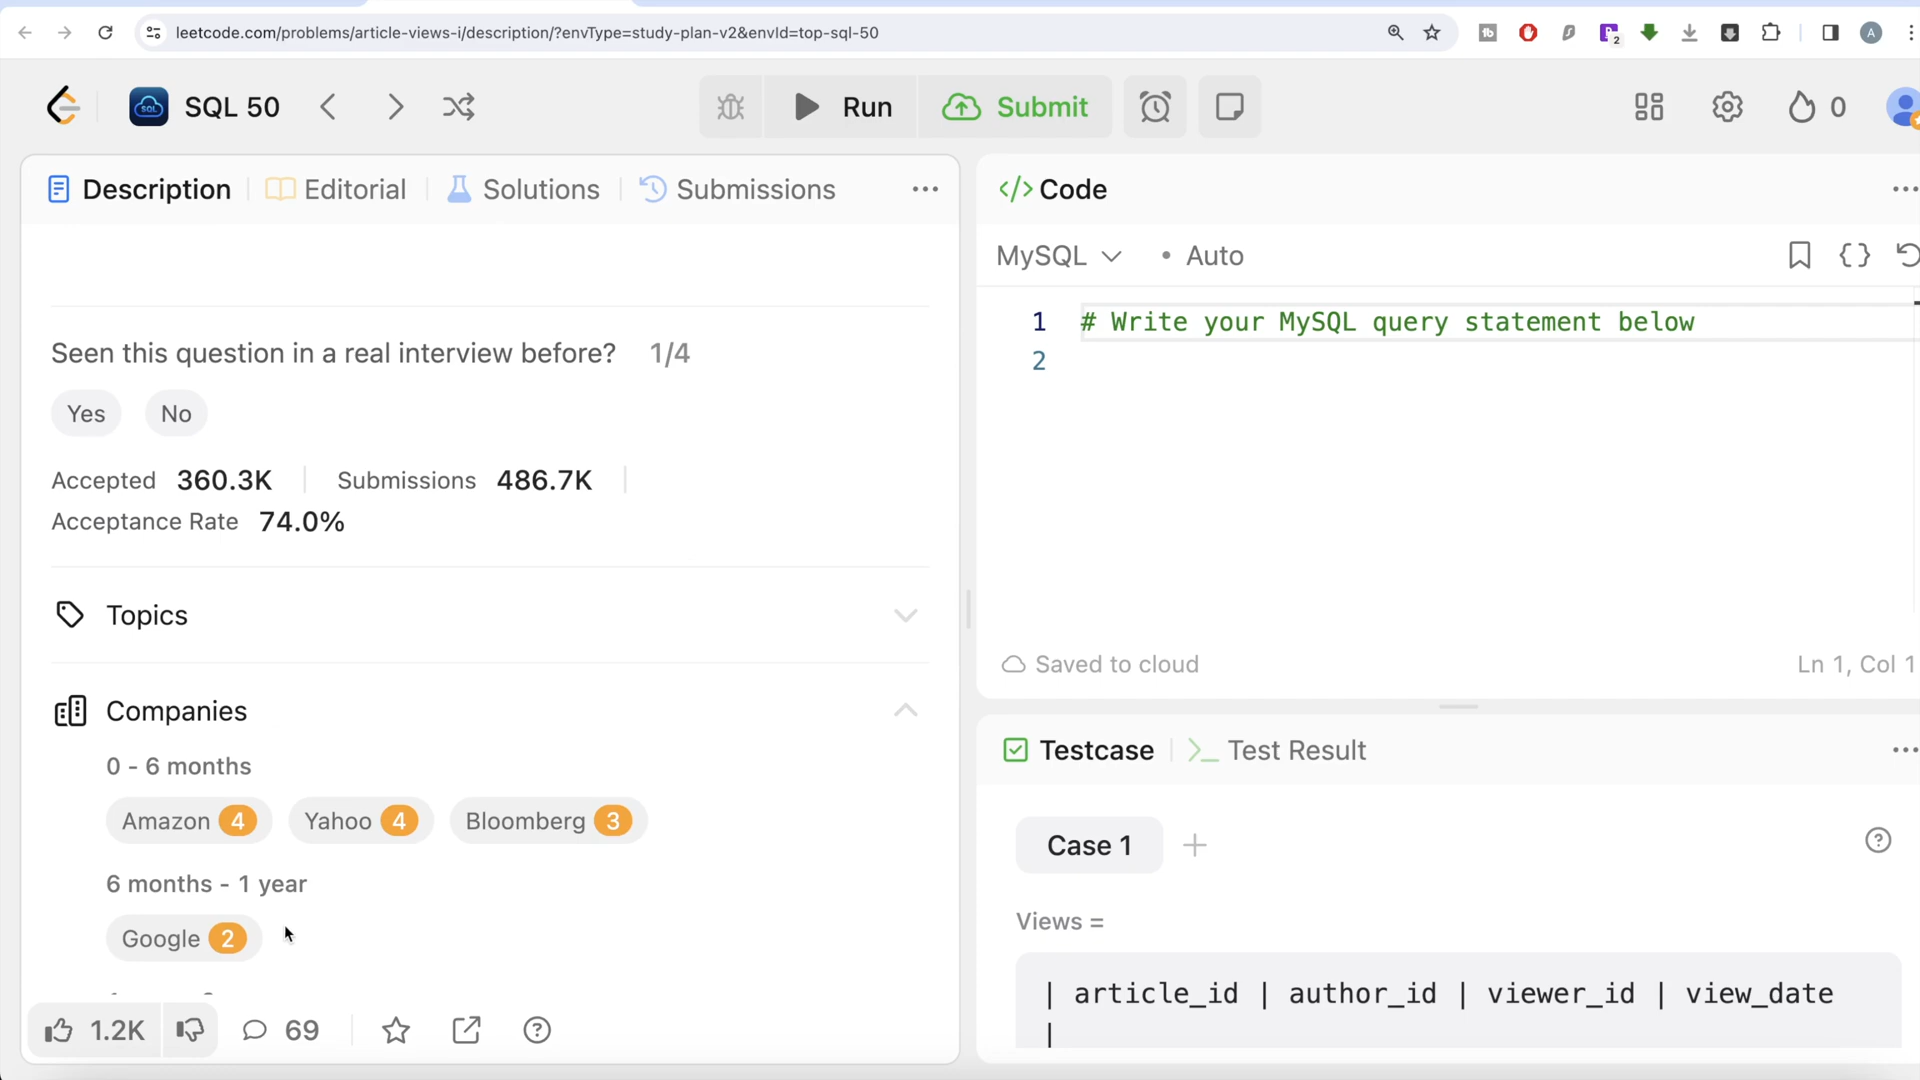 leetcode.com/problems/article-views-i/description/?envType=study-plan-v2&envId=top-sql-50
2
A
SQL
SQL 50
Run
Submit
0
Description
Editorial
Solutions
Submissions
Seen this question in a real interview before? 1/4
Yes No
Accepted 360.3K Submissions 486.7K
Acceptance Rate 74.0%
Topics
Companies
0 - 6 months
Amazon 4 Yahoo 4 Bloomberg 3
6 months - 1 year
Google 2
1.2K 69
</> Code
MySQL • Auto
1 # Write your MySQL query statement below
2
Saved to cloud Ln 1, Col 1
Testcase >_ Test Result
Case 1 +
Views =
| article_id | author_id | viewer_id | view_date
|